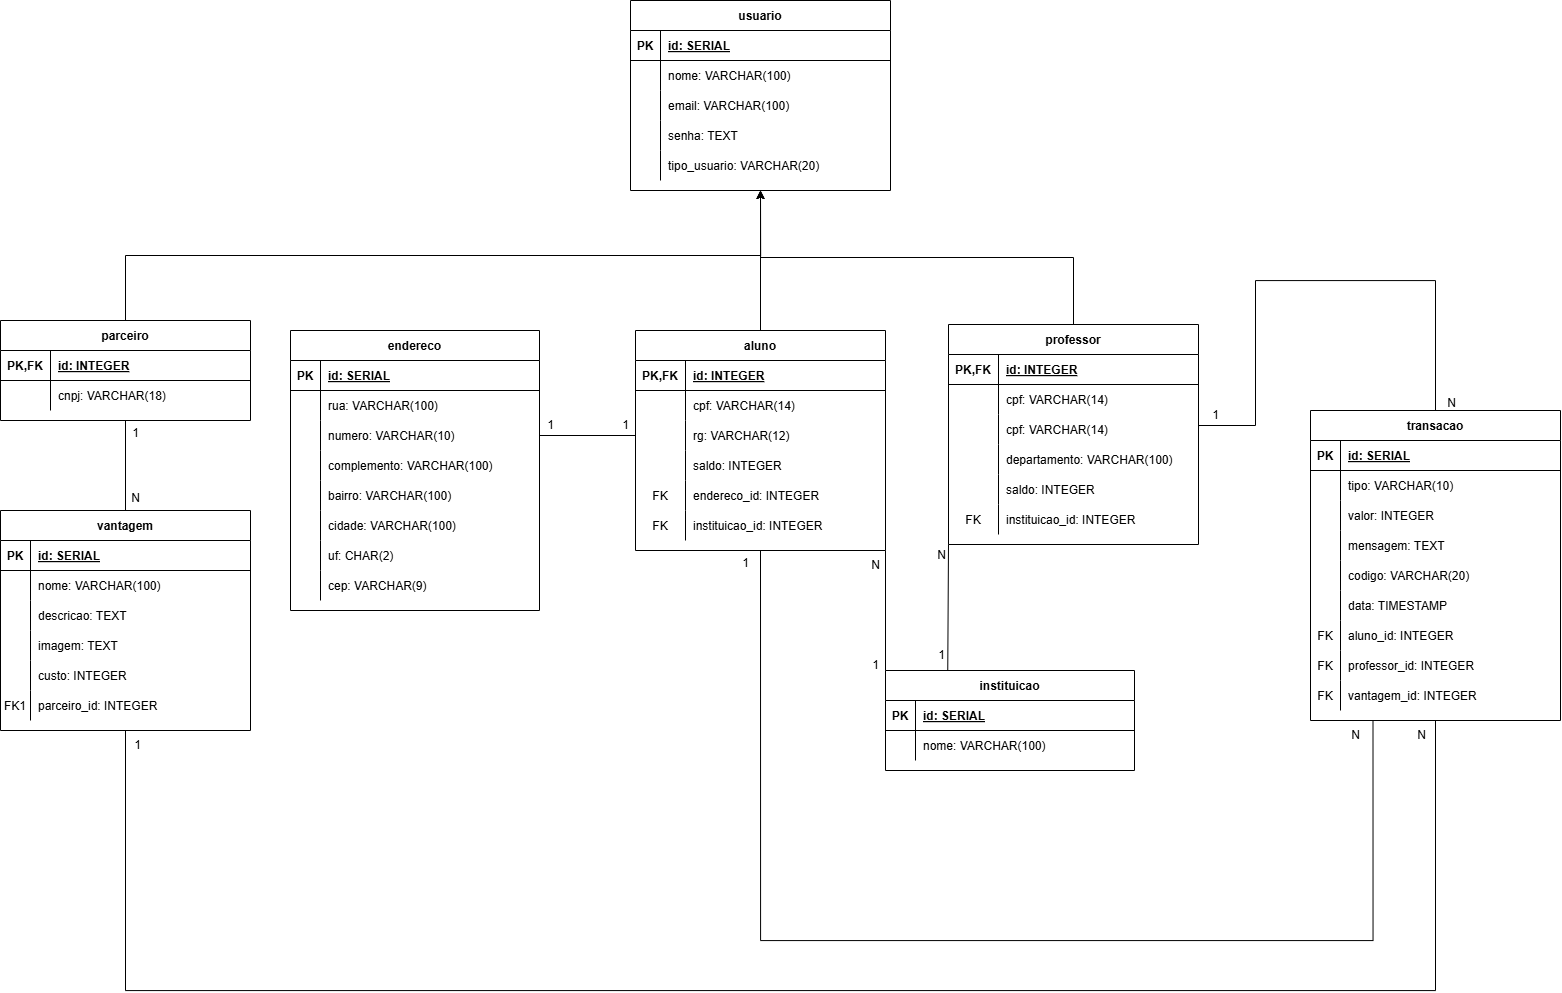 usuario
PK id: SERIAL
nome: VARCHAR(100)
email: VARCHAR(100)
senha: TEXT
tipo_usuario: VARCHAR(20)
parceiro
PK,FK id: INTEGER
cnpj: VARCHAR(18)
1
N
vantagem
PK id: SERIAL
nome: VARCHAR(100)
descricao: TEXT
imagem: TEXT
custo: INTEGER
FK1 parceiro_id: INTEGER
1
endereco
PK id: SERIAL
rua: VARCHAR(100)
numero: VARCHAR(10)
complemento: VARCHAR(100)
bairro: VARCHAR(100)
cidade: VARCHAR(100)
uf: CHAR(2)
cep: VARCHAR(9)
1
1
aluno
PK,FK id: INTEGER
cpf: VARCHAR(14)
rg: VARCHAR(12)
saldo: INTEGER
FK endereco_id: INTEGER
FK instituicao_id: INTEGER
1
N
1
professor
PK,FK id: INTEGER
cpf: VARCHAR(14)
cpf: VARCHAR(14)
departamento: VARCHAR(100)
saldo: INTEGER
FK instituicao_id: INTEGER
N
1
1
instituicao
PK id: SERIAL
nome: VARCHAR(100)
N
transacao
PK id: SERIAL
tipo: VARCHAR(10)
valor: INTEGER
mensagem: TEXT
codigo: VARCHAR(20)
data: TIMESTAMP
FK aluno_id: INTEGER
FK professor_id: INTEGER
FK vantagem_id: INTEGER
N
N